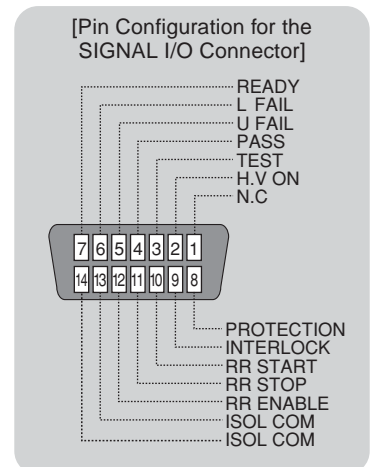 [Pin Configuration for the
SIGNAL I/O Connector]
READY
L FAIL
U FAIL
PASS
TEST
H.V ON
N.C
7 6 5 4 3 2 1
14 13 12 11 10 9 8
PROTECTION
INTERLOCK
RR START
RR STOP
RR ENABLE
ISOL COM
ISOL COM